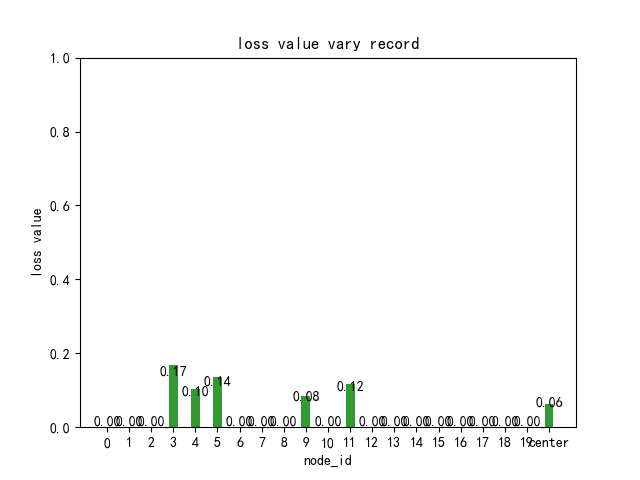 loss value vary record
1.0
0.8
0.6
0.4
0.2
0.0
loss value
0.00 0.00 0.00 0.17 0.10 0.14 0.00 0.00 0.00 0.08 0.00 0.12 0.00 0.00 0.00 0.00 0.00 0.00 0.00 0.00 0.06
0 1 2 3 4 5 6 7 8 9 10 11 12 13 14 15 16 17 18 19 center
node_id